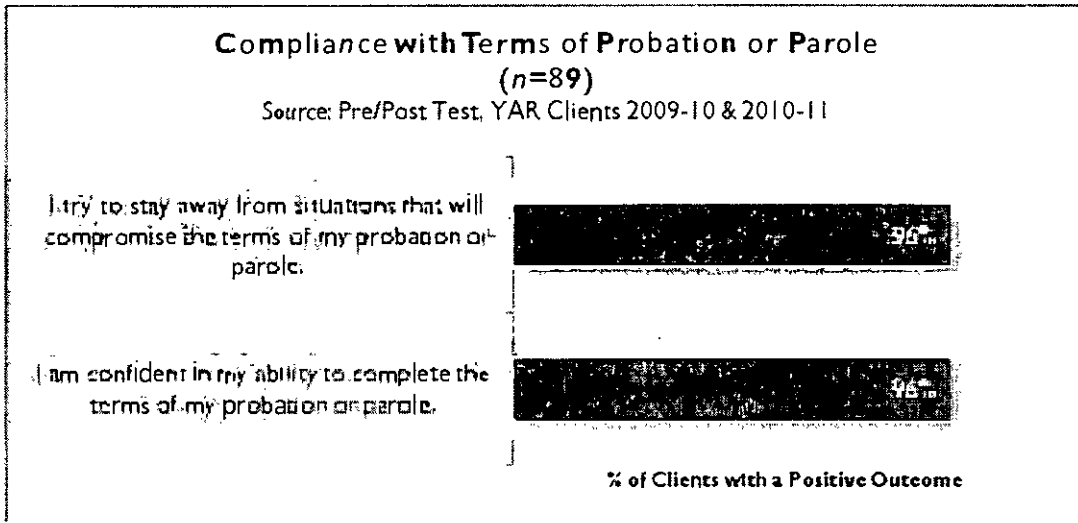 Compliance with Terms of Probation or Parole
(n=89)
Source: Pre/Post Test, YAR Clients 2009-10 & 2010-11
I try to stay away from situations that will
compromise the terms of my probation or
parole.
96%
I am confident in my ability to complete the
terms of my probation or parole.
96%
% of Clients with a Positive Outcome